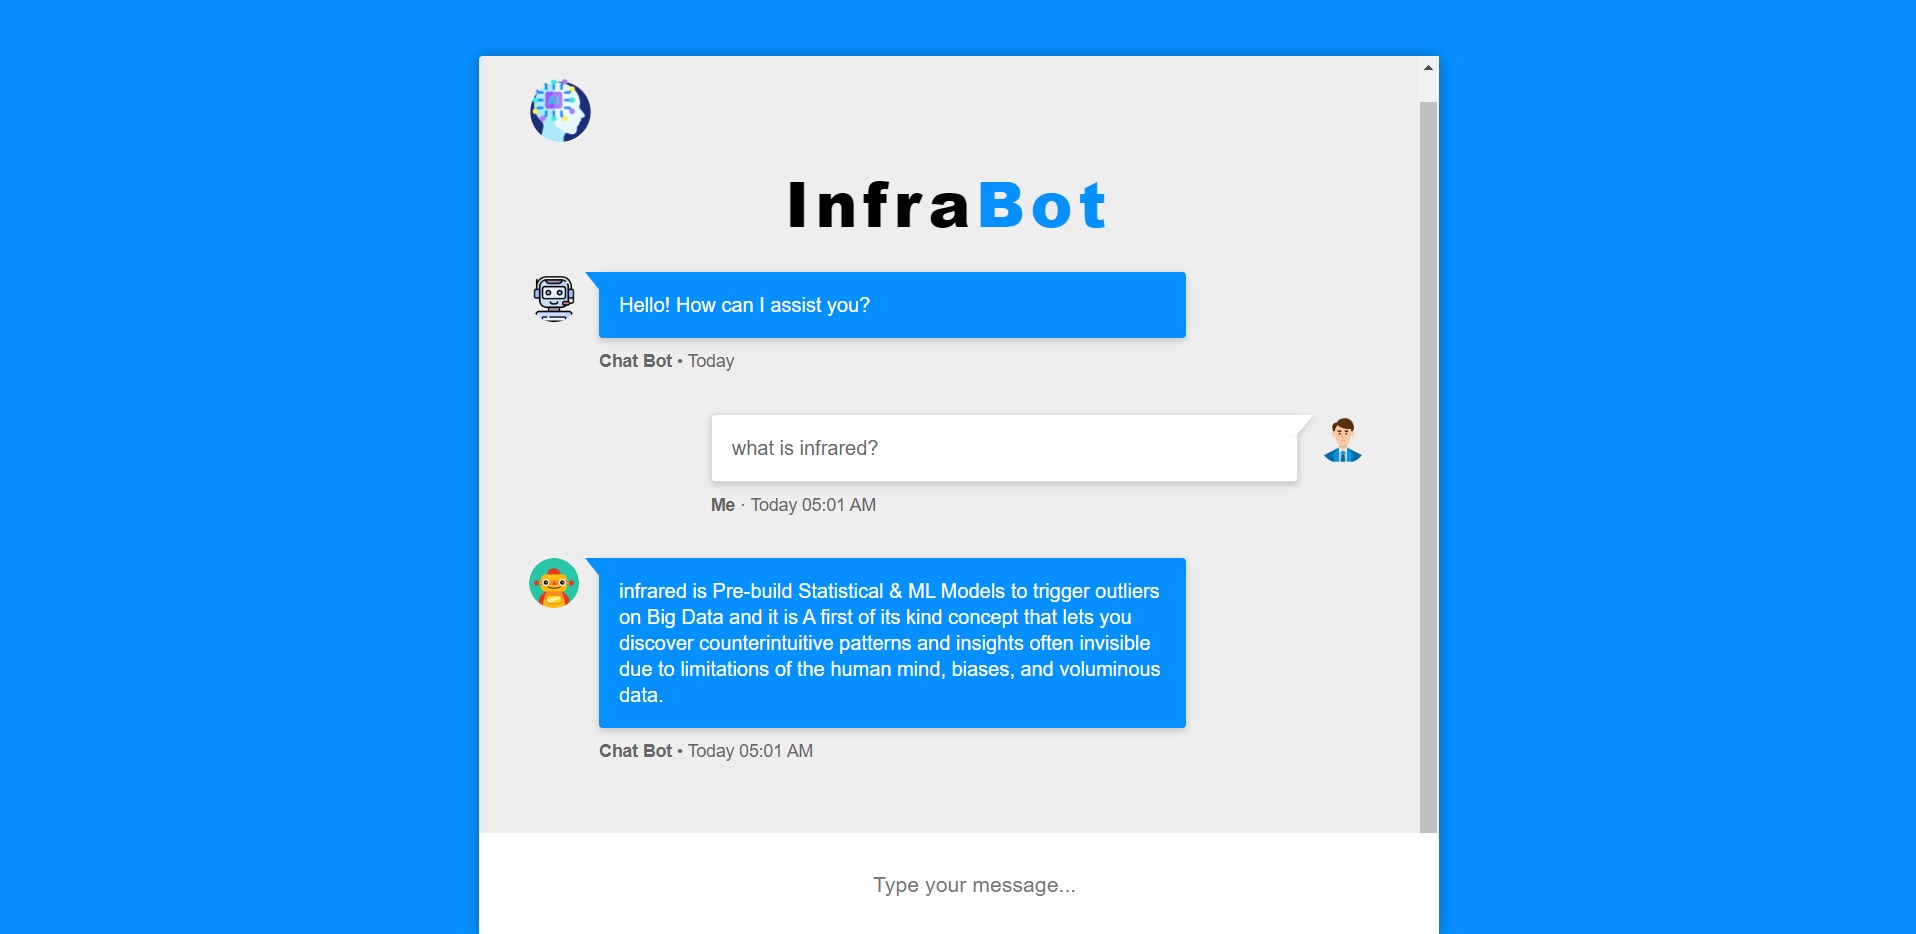 AI
InfraBot
Hello! How can I assist you?
Chat Bot • Today
what is infrared?
Me · Today 05:01 AM
infrared is Pre-build Statistical & ML Models to trigger outliers
on Big Data and it is A first of its kind concept that lets you
discover counterintuitive patterns and insights often invisible
due to limitations of the human mind, biases, and voluminous
data.
Chat Bot • Today 05:01 AM
Type your message...